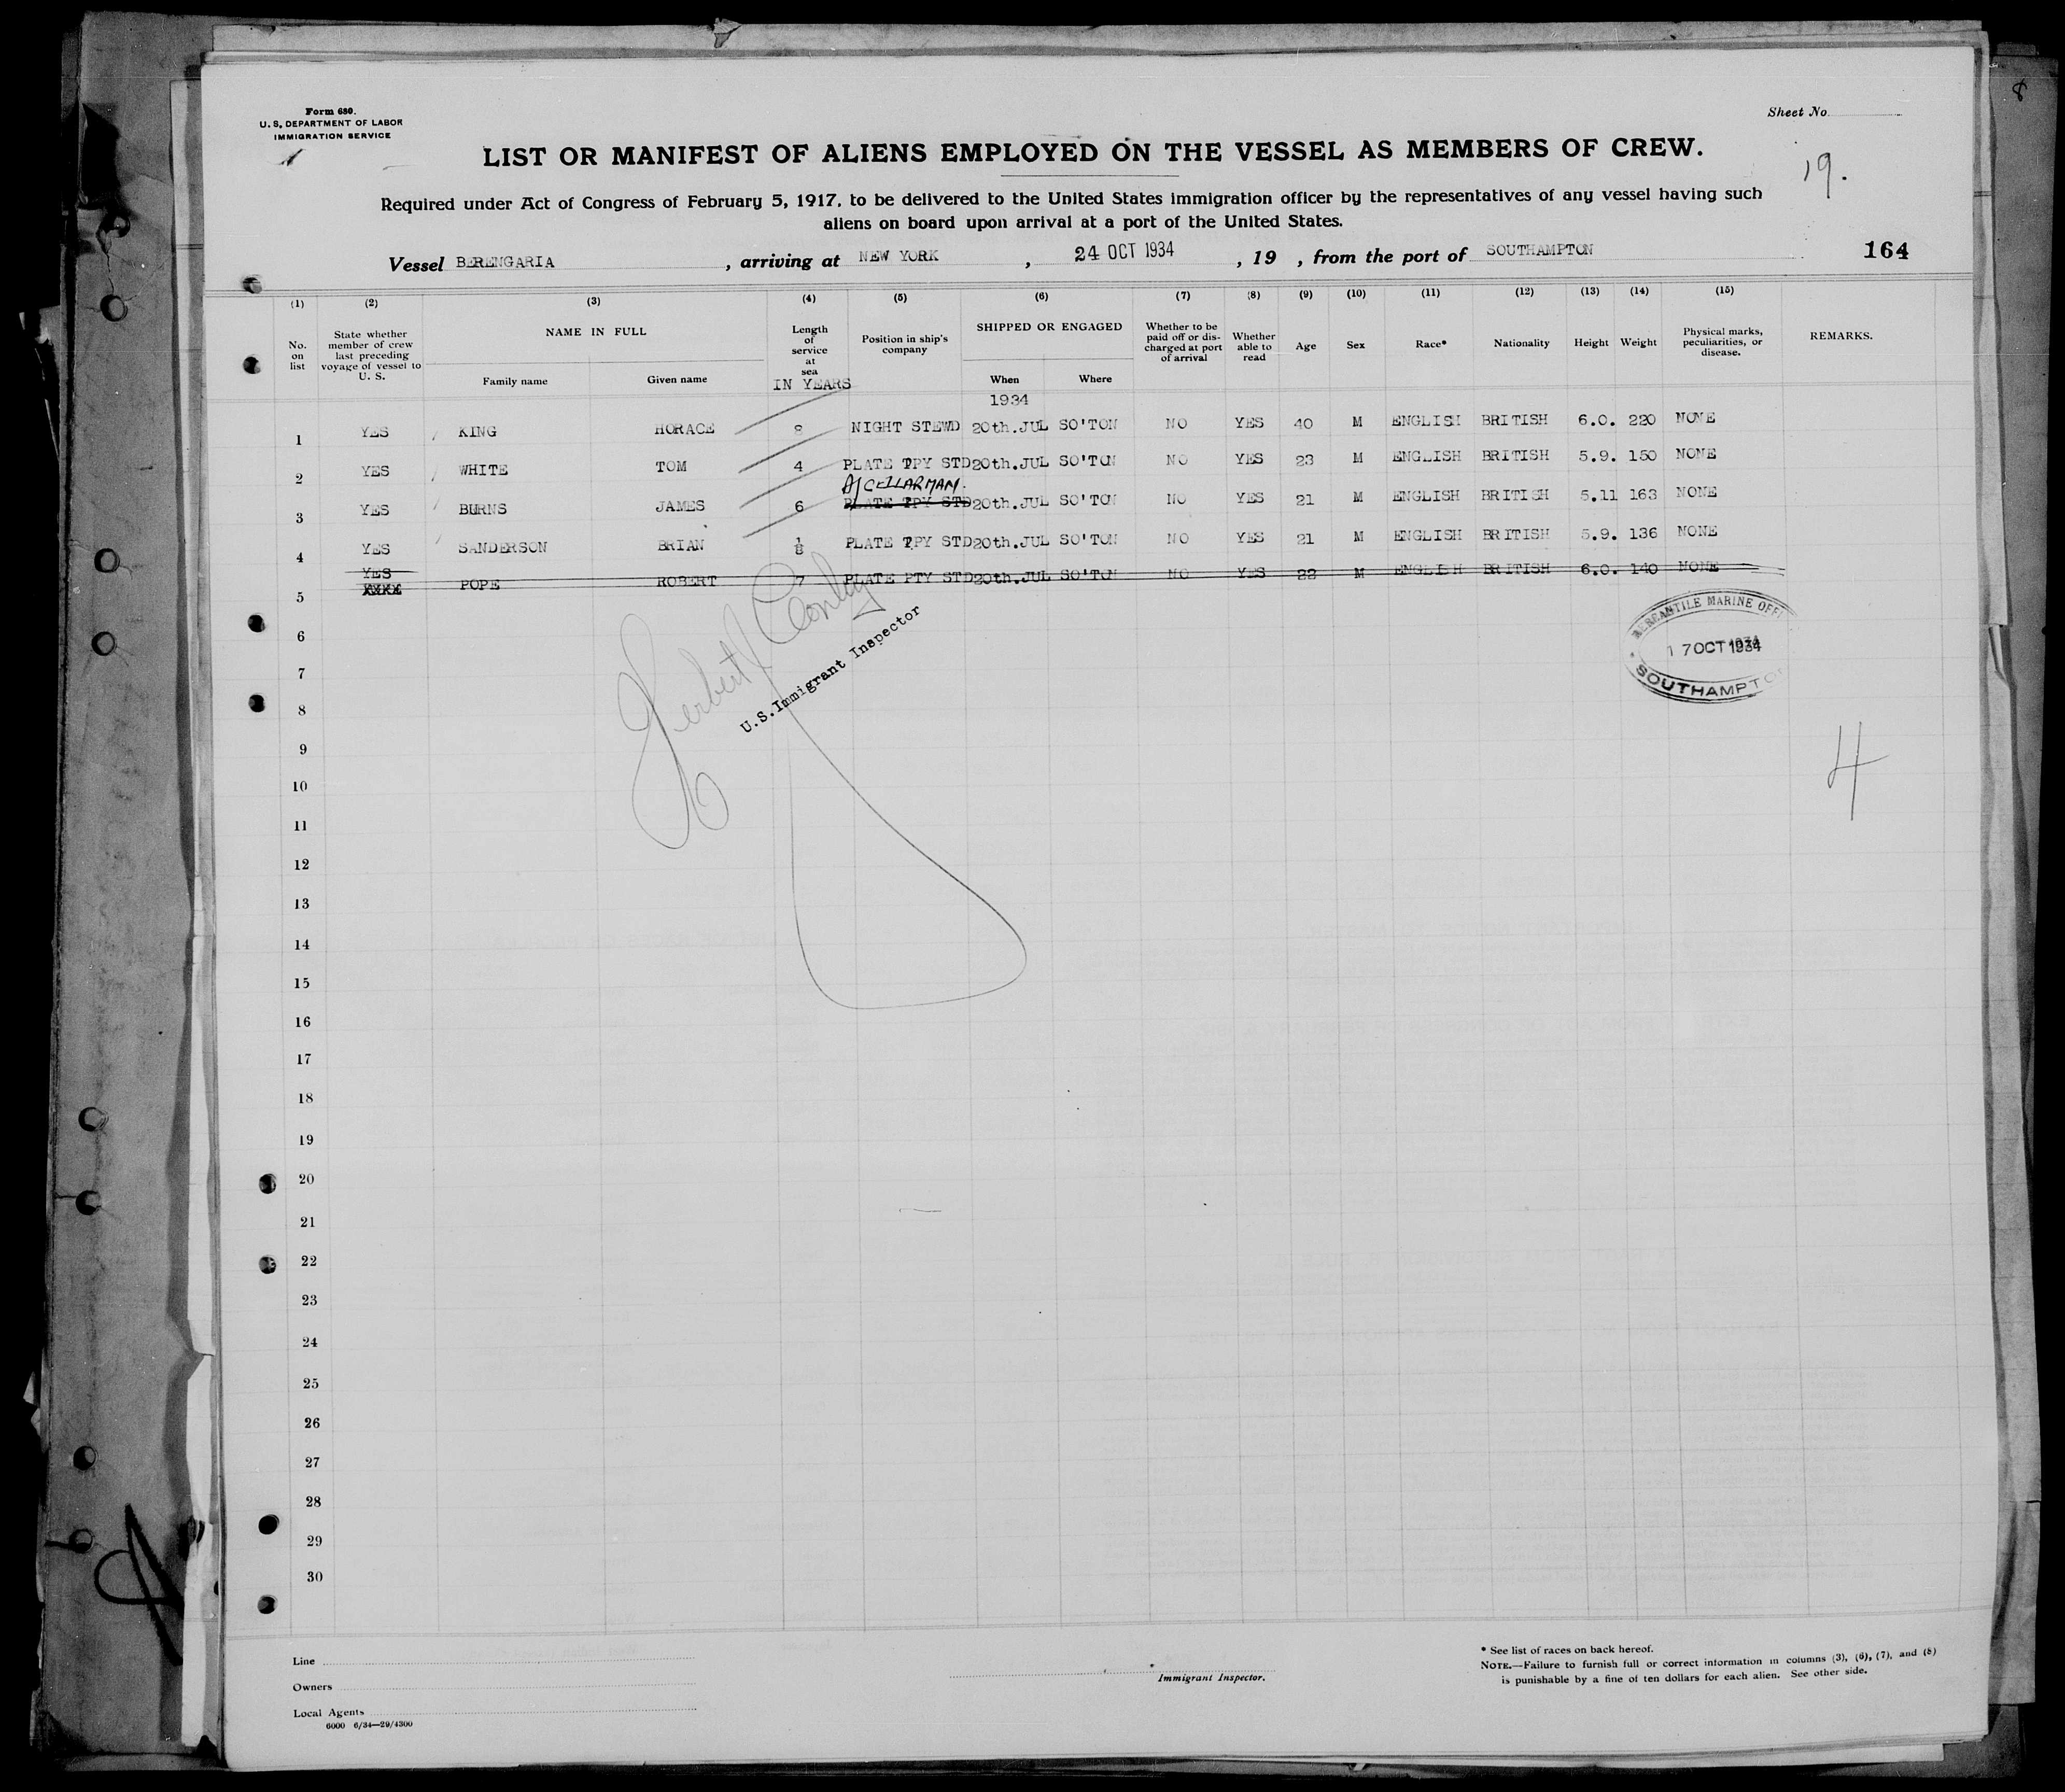 8
Form 680.
U. S. DEPARTMENT OF LABOR
IMMIGRATION SERVICE
Sheet No.
LIST OR MANIFEST OF ALIENS EMPLOYED ON THE VESSEL AS MEMBERS OF CREW.
19.
Required under Act of Congress of February 5, 1917, to be delivered to the United States immigration officer by the representatives of any vessel having such
aliens on board upon arrival at a port of the United States.
Vessel BERENGARIA , arriving at NEW YORK , 24 OCT 1934 , 19 , from the port of SOUTHAMPTON 164
(1) (2) (3) (4) (5) (6) (7) (8) (9) (10) (11) (12) (13) (14) (15)
No. on list
State whether member of crew last preceding voyage of vessel to U. S.
NAME IN FULL
Family name Given name
Length of service at sea
IN YEARS
Position in ship's company
SHIPPED OR ENGAGED
When Where
1934
Whether to be paid off or discharged at port of arrival
Whether able to read
Age
Sex
Race*
Nationality
Height
Weight
Physical marks, peculiarities, or disease.
REMARKS.
1 YES KING HORACE NIGHT STEWD 20th.JUL SO'TON NO YES 40 M ENGLISH BRITISH 6.0. 220 NONE
2 YES WHITE TOM 4 PLATE PPY STD 20th.JUL SO'TON NO YES 23 M ENGLISH BRITISH 5.9. 150 NONE
A/CELLARMAN.
3 YES BURNS JAMES 6 PLATE PPY STD 20th.JUL SO'TON NO YES 21 M ENGLISH BRITISH 5.11 163 NONE
4 YES SANDERSON BRIAN 1/8 PLATE PPY STD 20th.JUL SO'TON NO YES 21 M ENGLISH BRITISH 5.9. 136 NONE
5 YES POPE ROBERT 7 PLATE PTY STD 20th.JUL SO'TON NO YES 22 M ENGLISH BRITISH 6.0. 140 NONE
Herbert Conley
U.S.Immigrant Inspector
MERCANTILE MARINE OFFI
17 OCT 1934
SOUTHAMPTO
4
6
7
8
9
10
11
12
13
14
15
16
17
18
19
20
21
22
23
24
25
26
27
28
29
30
Line
Owners
Local Agents
6000 6/34—29/4300
Immigrant Inspector.
* See list of races on back hereof.
NOTE.—Failure to furnish full or correct information in columns (3), (6), (7), and (8)
is punishable by a fine of ten dollars for each alien. See other side.